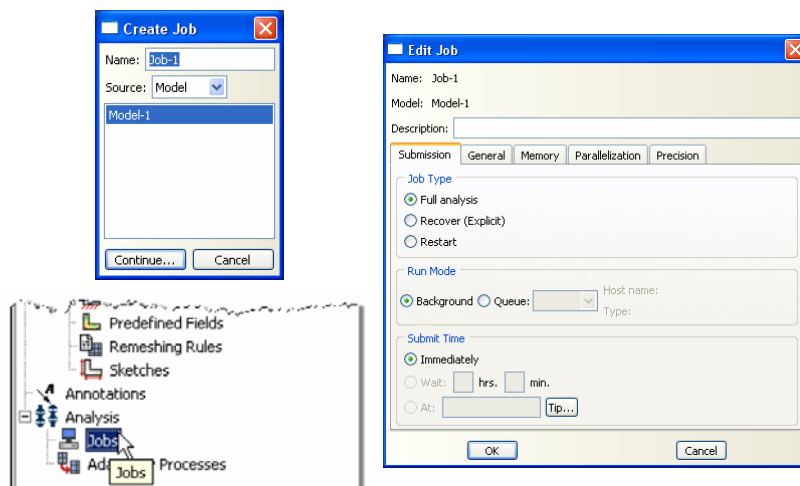 Create Job
Name: Job-1
Source: Model
Model-1
Continue... Cancel
Predefined Fields
Remeshing Rules
Sketches
Annotations
Analysis
Jobs
Processes
Jobs
Edit Job
Name: Job-1
Model: Model-1
Description:
Submission General Memory Parallelization Precision
Job Type
Full analysis
Recover (Explicit)
Restart
Run Mode
Background Queue: Host name:
Type:
Submit Time
Immediately
Wait: hrs. min.
At: Tip...
OK Cancel